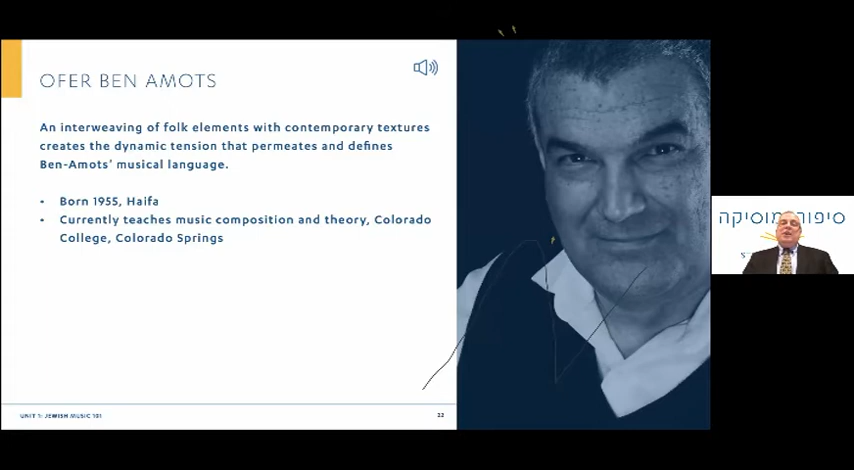 OFER BEN AMOTS
An interweaving of folk elements with contemporary textures
creates the dynamic tension that permeates and defines
Ben-Amots' musical language.
• Born 1955, Haifa
• Currently teaches music composition and theory, Colorado
College, Colorado Springs
UNIT 1: JEWISH MUSIC 101
32